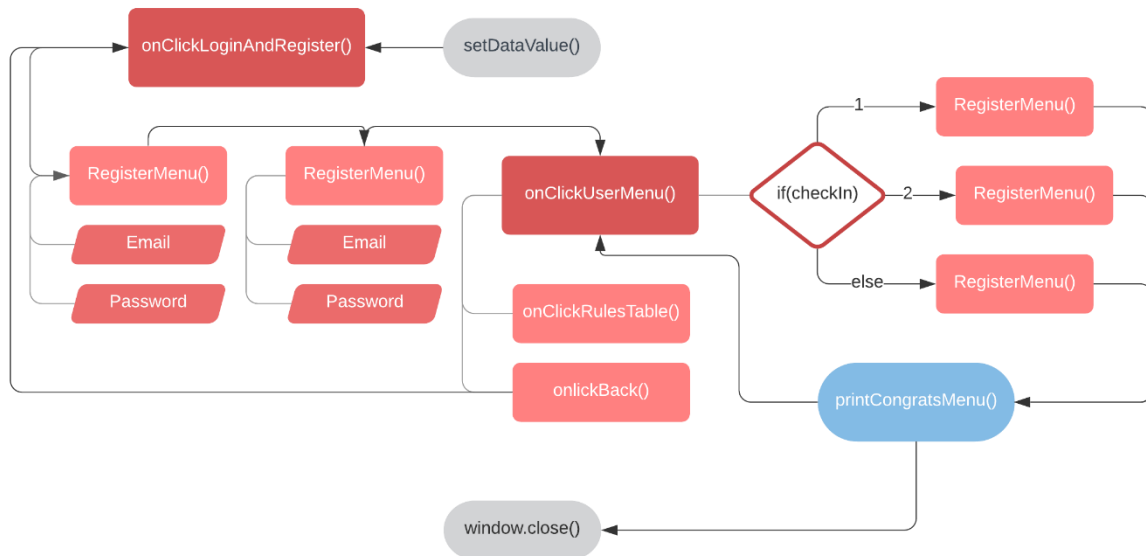 onClickLoginAndRegister()
setDataValue()
1
RegisterMenu()
RegisterMenu()
RegisterMenu()
onClickUserMenu()
if(checkIn)
2
RegisterMenu()
Email
Email
else
RegisterMenu()
Password
Password
onClickRulesTable()
onlickBack()
printCongratsMenu()
window.close()